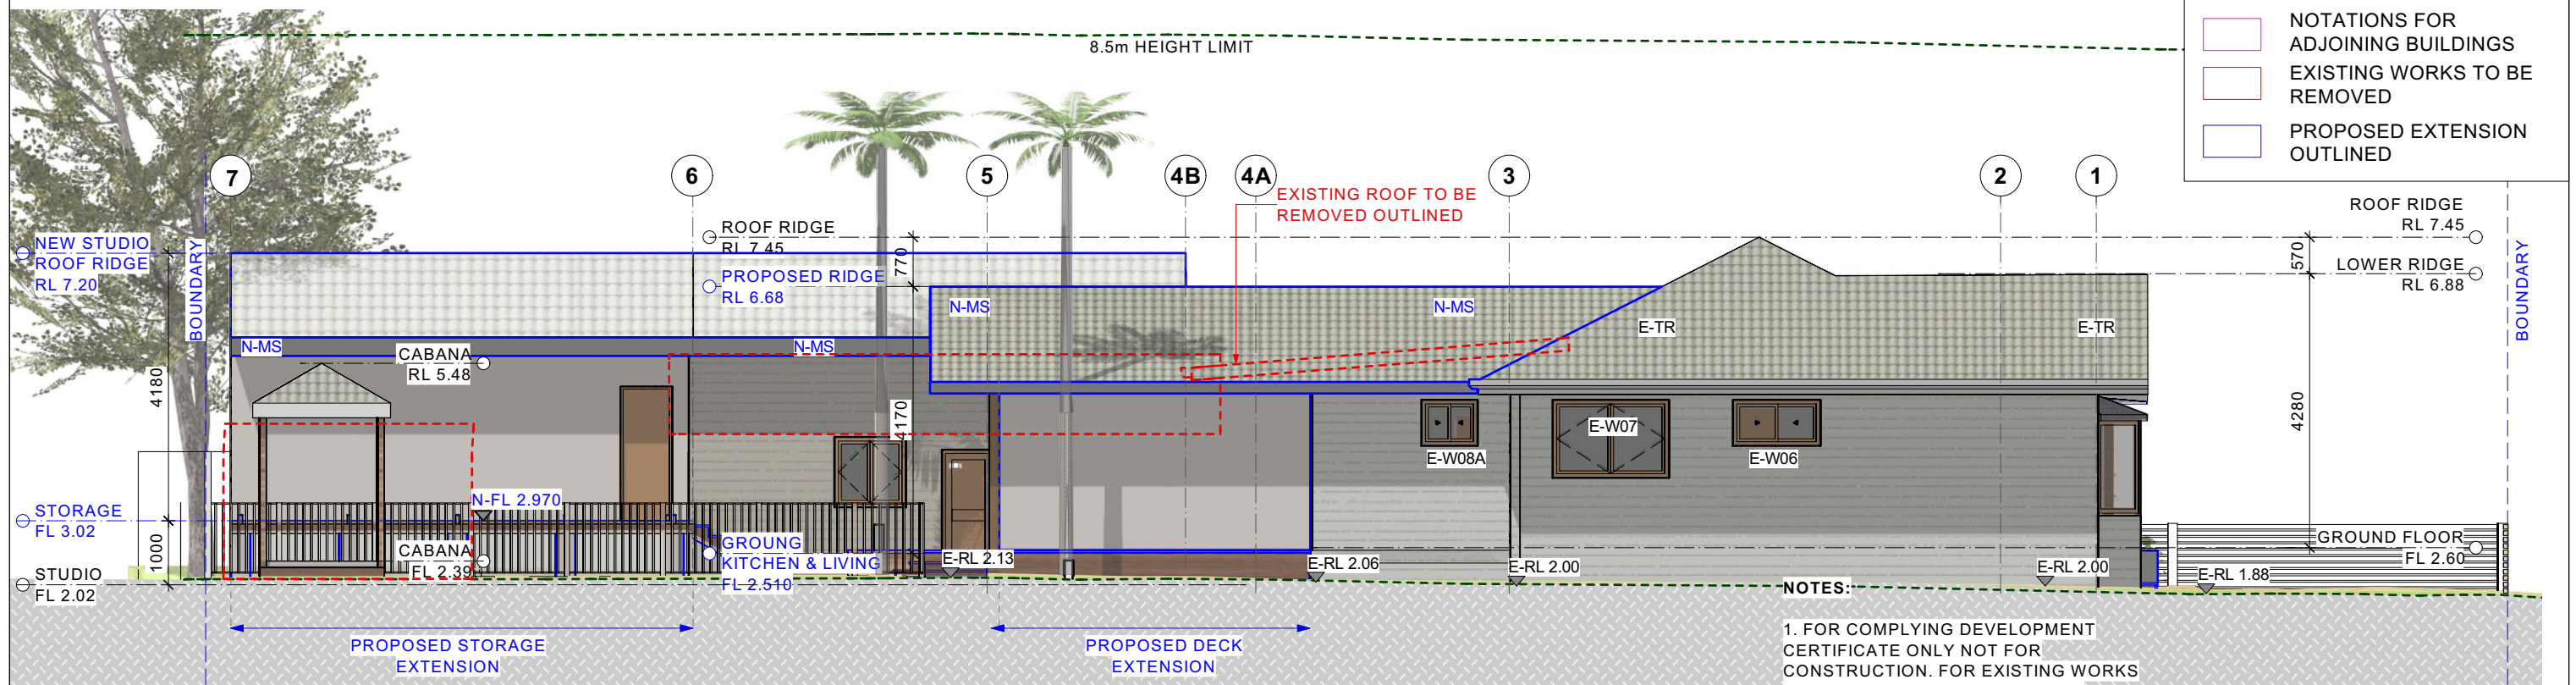 NOTATIONS FOR
ADJOINING BUILDINGS
EXISTING WORKS TO BE
REMOVED
PROPOSED EXTENSION
OUTLINED
8.5m HEIGHT LIMIT
7
6
5
4B
4A
3
2
1
EXISTING ROOF TO BE
REMOVED OUTLINED
ROOF RIDGE
RL 7.45
ROOF RIDGE
RL 7.45
NEW STUDIO
ROOF RIDGE
RL 7.20
BOUNDARY
770
PROPOSED RIDGE
RL 6.68
570
LOWER RIDGE
RL 6.88
BOUNDARY
N-MS
N-MS
E-TR
E-TR
N-MS
N-MS
CABANA
RL 5.48
4180
4170
4280
E-W08A
E-W07
E-W06
N-FL 2.970
STORAGE
FL 3.02
1000
CABANA
FL 2.39
GROUNG
KITCHEN & LIVING
FL 2.510
E-RL 2.13
E-RL 2.06
E-RL 2.00
E-RL 2.00
E-RL 1.88
GROUND FLOOR
FL 2.60
STUDIO
FL 2.02
NOTES:
PROPOSED STORAGE
EXTENSION
PROPOSED DECK
EXTENSION
1. FOR COMPLYING DEVELOPMENT
CERTIFICATE ONLY NOT FOR
CONSTRUCTION. FOR EXISTING WORKS